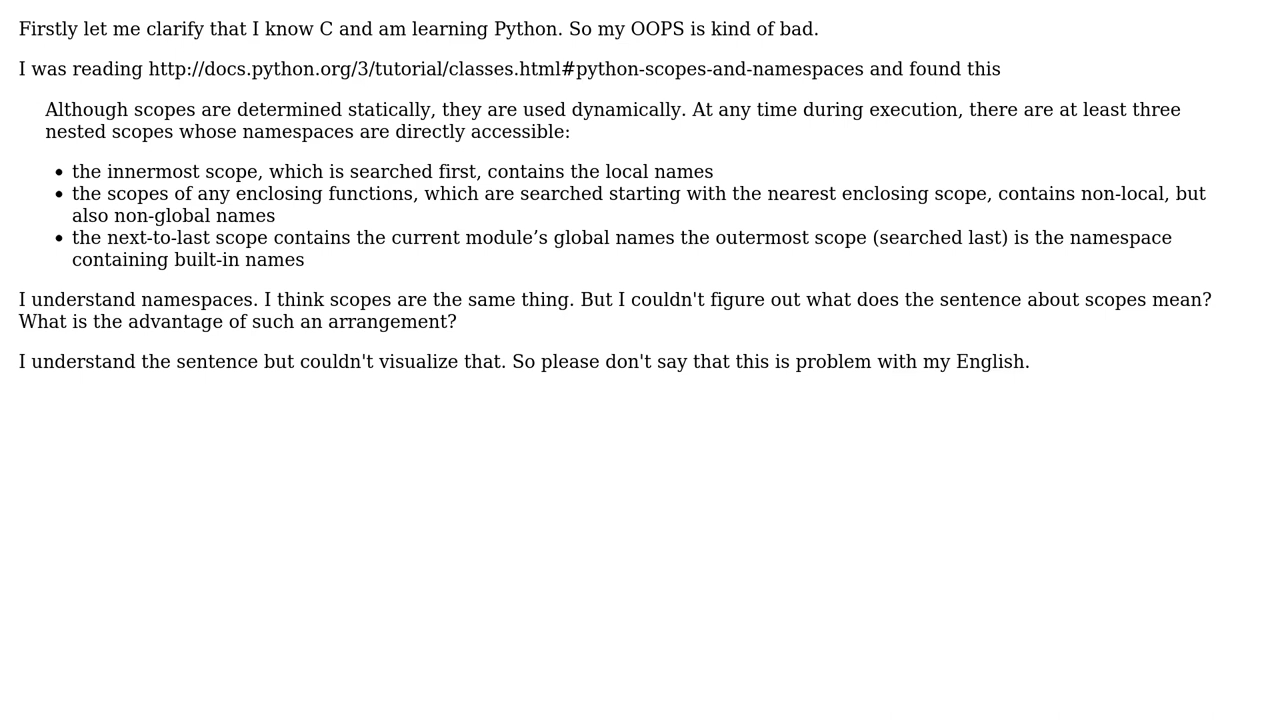 Firstly let me clarify that I know C and am learning Python. So my OOPS is kind of bad.
I was reading http://docs.python.org/3/tutorial/classes.html#python-scopes-and-namespaces and found this
Although scopes are determined statically, they are used dynamically. At any time during execution, there are at least three
nested scopes whose namespaces are directly accessible:
• the innermost scope, which is searched first, contains the local names
• the scopes of any enclosing functions, which are searched starting with the nearest enclosing scope, contains non-local, but
also non-global names
• the next-to-last scope contains the current module’s global names the outermost scope (searched last) is the namespace
containing built-in names
I understand namespaces. I think scopes are the same thing. But I couldn't figure out what does the sentence about scopes mean?
What is the advantage of such an arrangement?
I understand the sentence but couldn't visualize that. So please don't say that this is problem with my English.